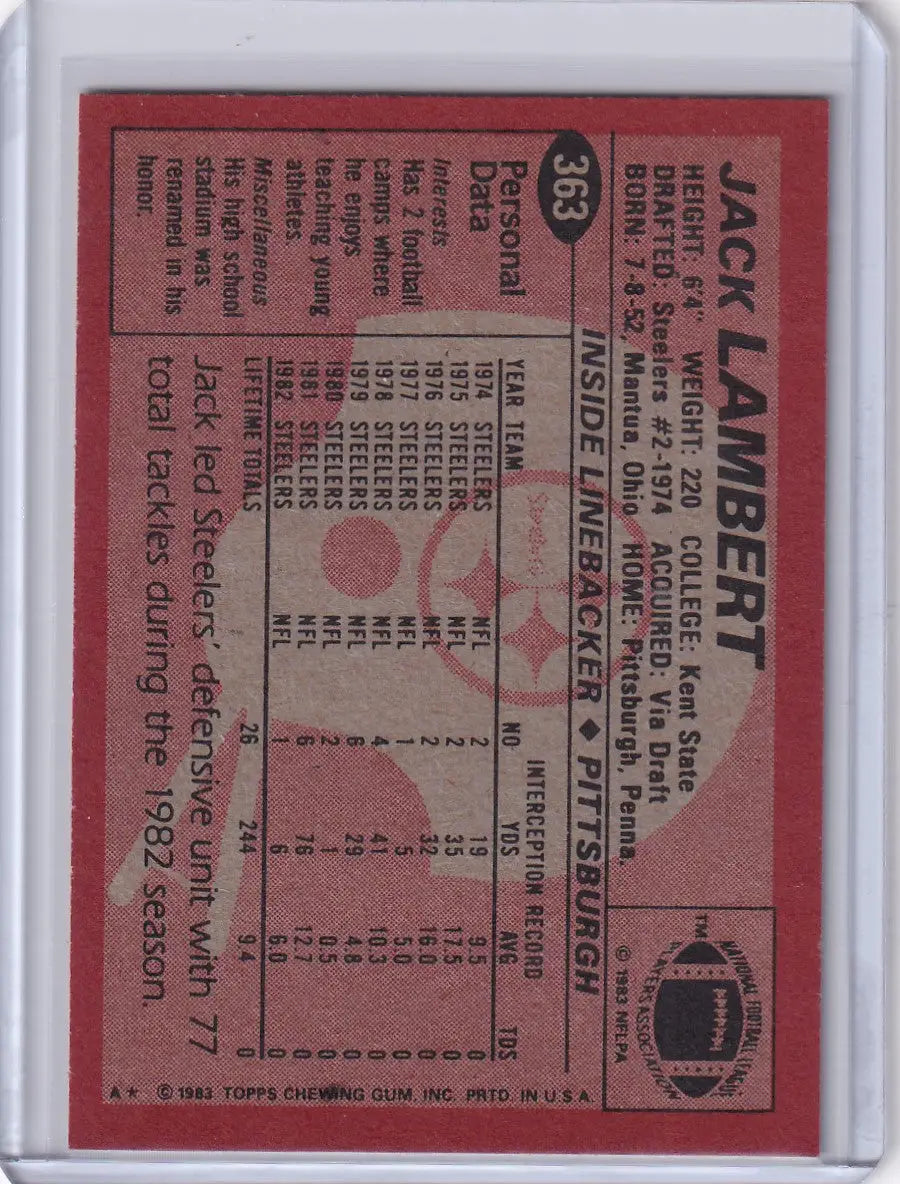 JACK LAMBERT
HEIGHT: 6'4" WEIGHT: 220 COLLEGE: Kent State
DRAFTED: Steelers #2-1974 ACQUIRED: Via Draft
BORN: 7-8-52, Mantua, Ohio HOME: Pittsburgh, Penna.
NATIONAL FOOTBALL LEAGUE
PLAYERS ASSOCIATION
TM
© 1983 NFLPA
363
INSIDE LINEBACKER ◆ PITTSBURGH
Personal
Data
Interests
Has 2 football
camps where
he enjoys
teaching young
athletes.
Miscellaneous
His high school
stadium was
renamed in his
honor.
Steelers
INTERCEPTION RECORD
YEAR TEAM NO YDS AVG TDS
1974 STEELERS NFL 2 19 9.5 0
1975 STEELERS NFL 2 35 17.5 0
1976 STEELERS NFL 2 32 16.0 0
1977 STEELERS NFL 1 5 5.0 0
1978 STEELERS NFL 4 41 10.3 0
1979 STEELERS NFL 6 29 4.8 0
1980 STEELERS NFL 2 1 0.5 0
1981 STEELERS NFL 6 76 12.7 0
1982 STEELERS NFL 1 6 6.0 0
LIFETIME TOTALS 26 244 9.4 0
Jack led Steelers' defensive unit with 77
total tackles during the 1982 season.
A★ © 1983 TOPPS CHEWING GUM, INC. PRTD. IN U.S.A.